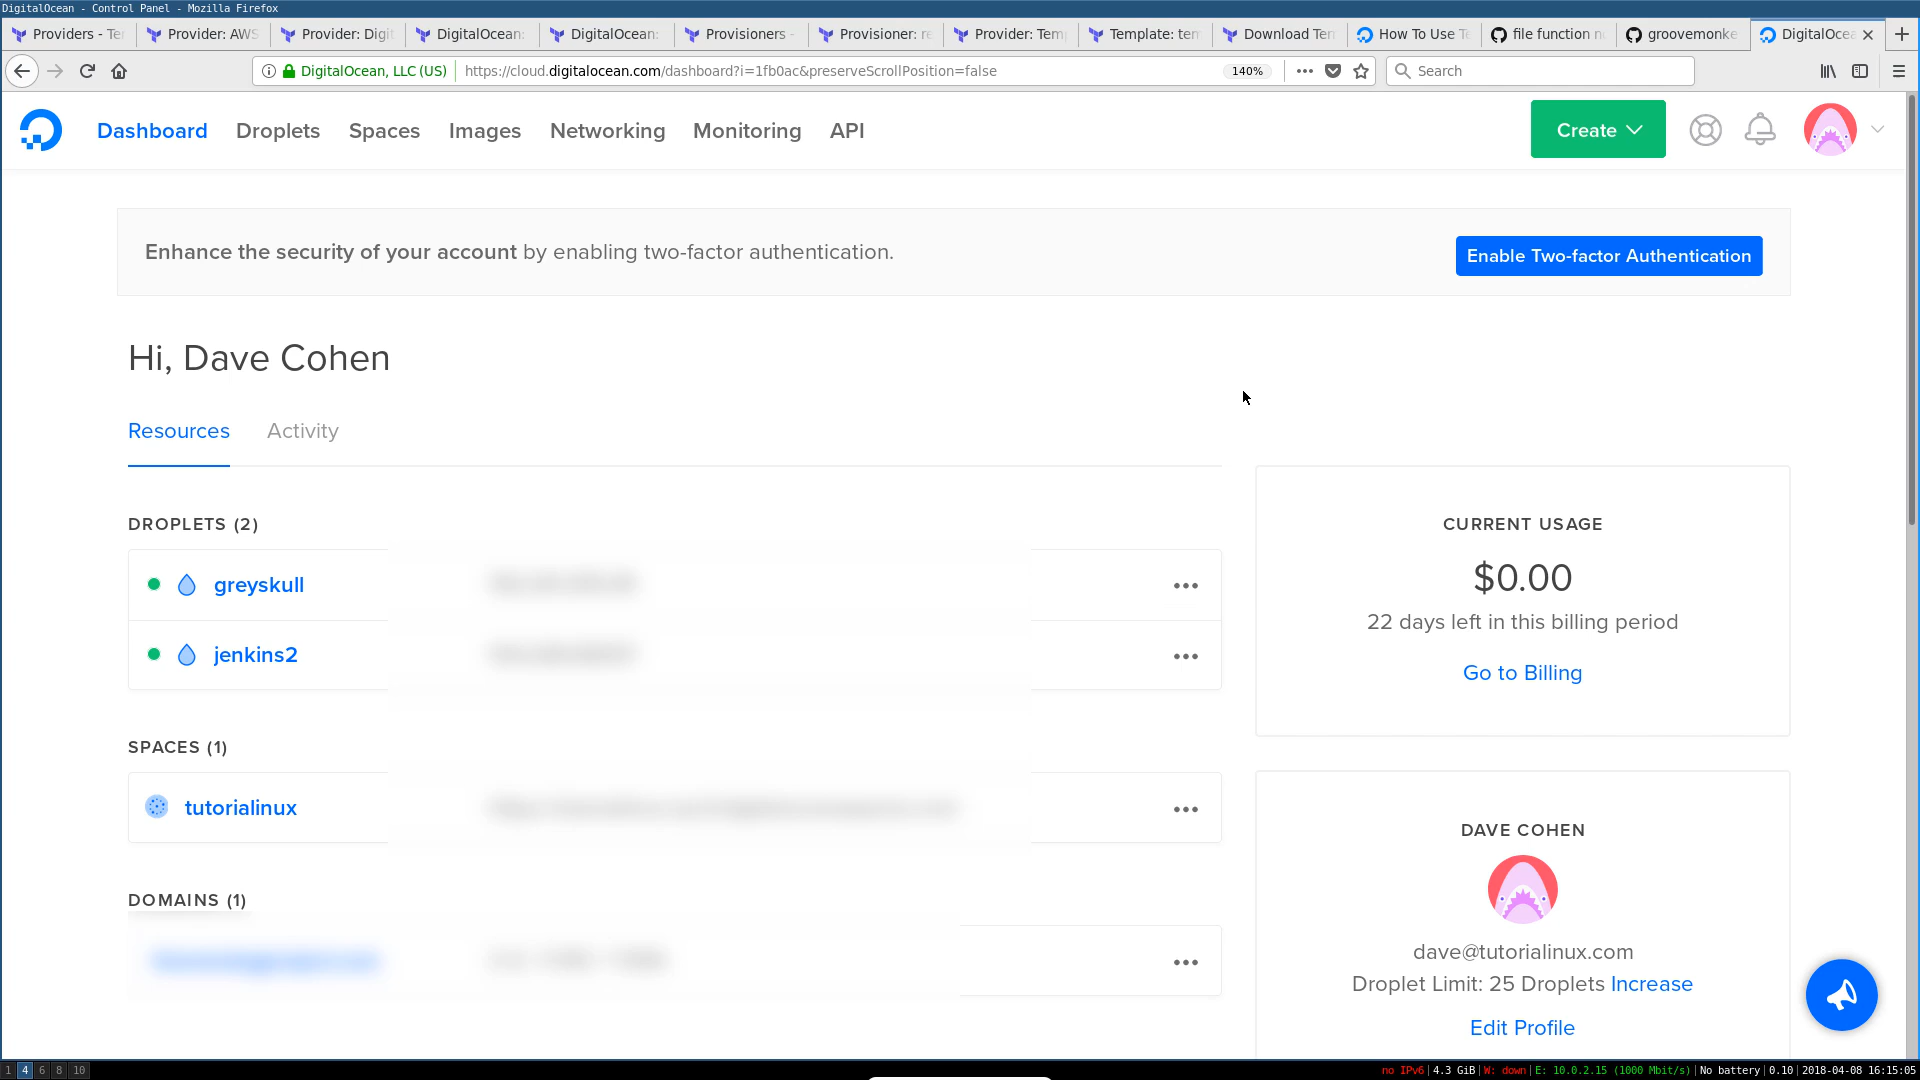 DigitalOcean - Control Panel - Mozilla Firefox
Providers - Te
Provider: AWS
Provider: Digi
DigitalOcean:
DigitalOcean:
Provisioners -
Provisioner: re
Provider: Temp
Template: tem
Download Ter
How To Use Te
file function n
groovemonke
DigitalOcea
DigitalOcean, LLC (US)
https://cloud.digitalocean.com/dashboard?i=1fb0ac&preserveScrollPosition=false
140%
Search
Dashboard
Droplets
Spaces
Images
Networking
Monitoring
API
Create
Enhance the security of your account by enabling two-factor authentication.
Enable Two-factor Authentication
Hi, Dave Cohen
Resources
Activity
DROPLETS (2)
greyskull
jenkins2
SPACES (1)
tutorialinux
DOMAINS (1)
CURRENT USAGE
$0.00
22 days left in this billing period
Go to Billing
DAVE COHEN
dave@tutorialinux.com
Droplet Limit: 25 Droplets Increase
Edit Profile
1 4 6 8 10
no IPv6|4.3 GiB|W: down|E: 10.0.2.15 (1000 Mbit/s)|No battery|0.10|2018-04-08 16:15:05